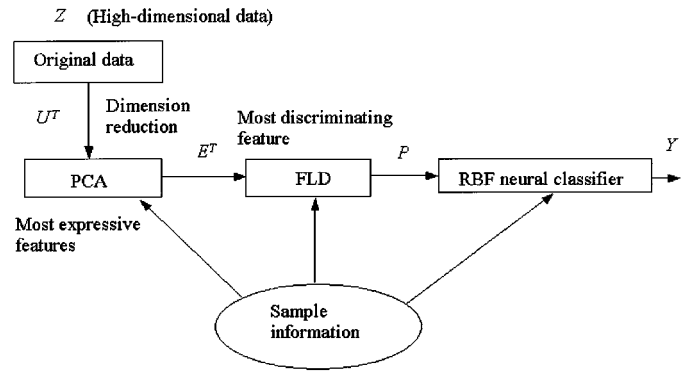 Z (High-dimensional data)
Original data
U^T
Dimension
reduction
Most discriminating
feature
E^T
P
Y
PCA
FLD
RBF neural classifier
Most expressive
features
Sample
information